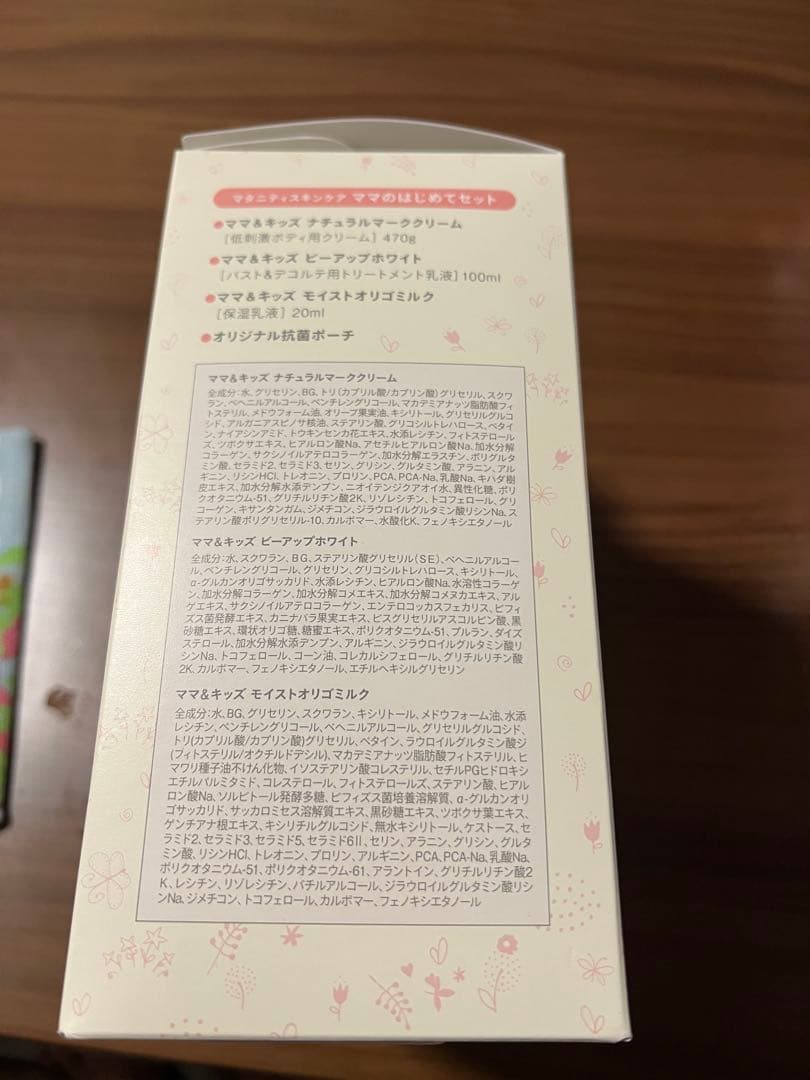 マタニティスキンケア ママのはじめてセット
●ママ&キッズ ナチュラルマーククリーム
[低刺激ボディ用クリーム] 470g
●ママ&キッズ ビーアップホワイト
[バスト&デコルテ用トリートメント乳液] 100ml
●ママ&キッズ モイストオリゴミルク
[保湿乳液] 20ml
●オリジナル抗菌ポーチ
ママ&キッズ ナチュラルマーククリーム
全成分:水、グリセリン、BG、トリ(カプリル酸/カプリン酸)グリセリル、スクワ
ラン、ベヘニルアルコール、ペンチレングリコール、マカデミアナッツ脂肪酸フィ
トステリル、メドウフォーム油、オリーブ果実油、キシリトール、グリセリルグルコ
シド、アルガニアスピノサ核油、ステアリン酸、グリコシルトレハロース、ベタイ
ン、ナイアシンアミド、トウキンセンカ花エキス、水添レシチン、フィトステロール
ズ、ツボクサエキス、ヒアルロン酸Na、アセチルヒアルロン酸Na、加水分解
コラーゲン、サクシノイルアテロコラーゲン、加水分解エラスチン、ポリグルタ
ミン酸、セラミド2、セラミド3、セリン、グリシン、グルタミン酸、アラニン、アル
ギニン、リシンHCl、トレオニン、プロリン、PCA、PCA-Na、乳酸Na、キハダ樹
皮エキス、加水分解水添デンプン、ニオイテンジクアオイ水、異性化糖、ポリ
クオタニウム-51、グリチルリチン酸2K、リゾレシチン、トコフェロール、グリ
コーゲン、キサンタンガム、ジメチコン、ジラウロイルグルタミン酸リシンNa、ス
テアリン酸ポリグリセリル-10、カルボマー、水酸化K、フェノキシエタノール
ママ&キッズ ビーアップホワイト
全成分:水、スクワラン、BG、ステアリン酸グリセリル(SE)、ベヘニルアルコー
ル、ペンチレングリコール、グリセリン、グリコシルトレハロース、キシリトール、
α-グルカンオリゴサッカリド、水添レシチン、ヒアルロン酸Na、水溶性コラーゲ
ン、加水分解コラーゲン、加水分解コメエキス、加水分解コメヌカエキス、アル
ゲエキス、サクシノイルアテロコラーゲン、エンテロコッカスフェカリス、ビフィ
ズス菌発酵エキス、カニナバラ果実エキス、ビスグリセリルアスコルビン酸、黒
砂糖エキス、環状オリゴ糖、糖蜜エキス、ポリクオタニウム-51、プルラン、ダイズ
ステロール、加水分解水添デンプン、アルギニン、ジラウロイルグルタミン酸リ
シンNa、トコフェロール、コーン油、コレカルシフェロール、グリチルリチン酸
2K、カルボマー、フェノキシエタノール、エチルヘキシルグリセリン
ママ&キッズ モイストオリゴミルク
全成分:水、BG、グリセリン、スクワラン、キシリトール、メドウフォーム油、水添
レシチン、ペンチレングリコール、ベヘニルアルコール、グリセリルグルコシド、
トリ(カプリル酸/カプリン酸)グリセリル、ベタイン、ラウロイルグルタミン酸ジ
(フィトステリル/オクチルドデシル)、マカデミアナッツ脂肪酸フィトステリル、ヒ
マワリ種子油不けん化物、イソステアリン酸コレステリル、セチルPGヒドロキシ
エチルパルミタミド、コレステロール、フィトステロールズ、ステアリン酸、ヒアル
ロン酸Na、ソルビトール発酵多糖、ビフィズス菌培養溶解質、α-グルカンオリ
ゴサッカリド、サッカロミセス溶解質エキス、黒砂糖エキス、ツボクサ葉エキス、
ゲンチアナ根エキス、キシリチルグルコシド、無水キシリトール、ケストース、セ
ラミド2、セラミド3、セラミド5、セラミド6Ⅱ、セリン、アラニン、グリシン、グルタ
ミン酸、リシンHCl、トレオニン、プロリン、アルギニン、PCA、PCA-Na、乳酸Na、
ポリクオタニウム-51、ポリクオタニウム-61、アラントイン、グリチルリチン酸2
K、レシチン、リゾレシチン、バチルアルコール、ジラウロイルグルタミン酸リシ
ンNa、ジメチコン、トコフェロール、カルボマー、フェノキシエタノール